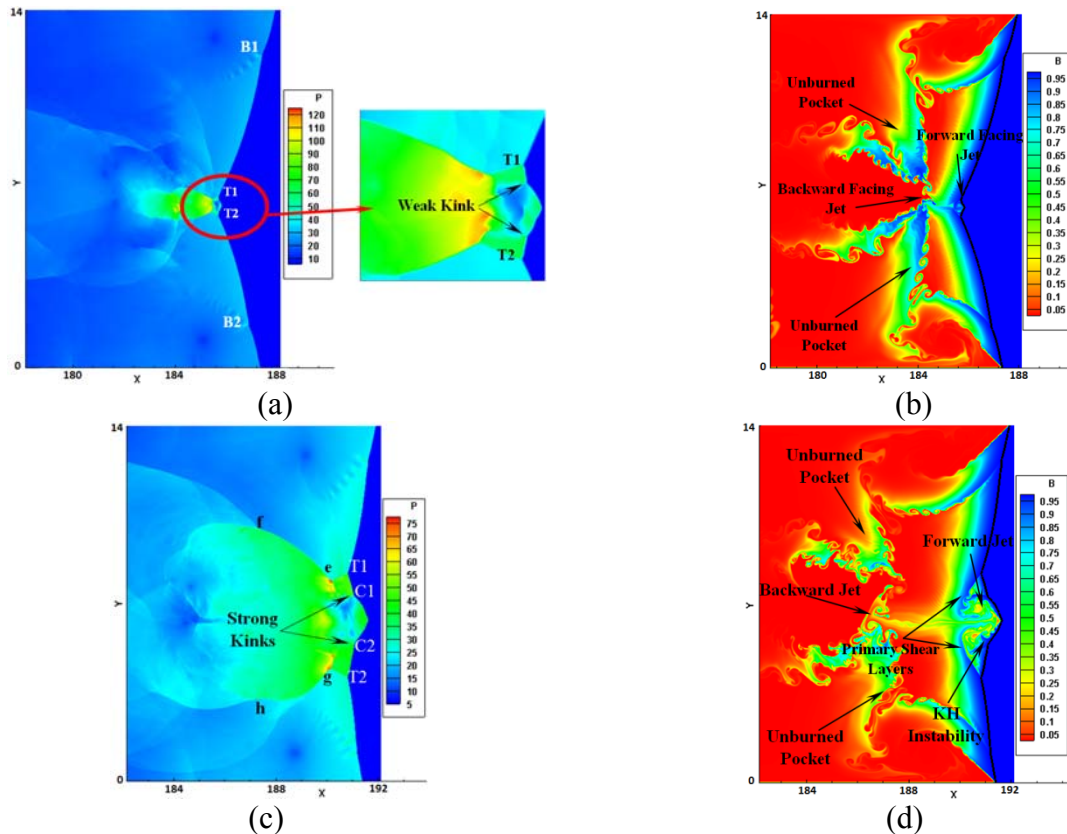 14
B1
P
120
110
100
90
80
70
60
50
40
30
20
10
Y
T1
T2
B2
0
180
184
188
X
T1
Weak Kink
T2
(a)
B
0.95
0.9
0.85
0.8
0.75
0.7
0.65
0.6
0.55
0.5
0.45
0.4
0.35
0.3
0.25
0.2
0.15
0.1
0.05
14
Unburned
Pocket
Forward Facing
Jet
Backward Facing
Jet
Unburned
Pocket
Y
0
180
184
188
X
(b)
14
f
e
T1
C1
Strong
Kinks
C2
g
T2
h
P
75
70
65
60
55
50
45
40
35
30
25
20
15
10
5
Y
0
184
188
192
X
(c)
14
Unburned
Pocket
Forward Jet
Backward Jet
Primary Shear
Layers
KH
Instability
Unburned
Pocket
B
0.95
0.9
0.85
0.8
0.75
0.7
0.65
0.6
0.55
0.5
0.45
0.4
0.35
0.3
0.25
0.2
0.15
0.1
0.05
Y
0
184
188
192
X
(d)